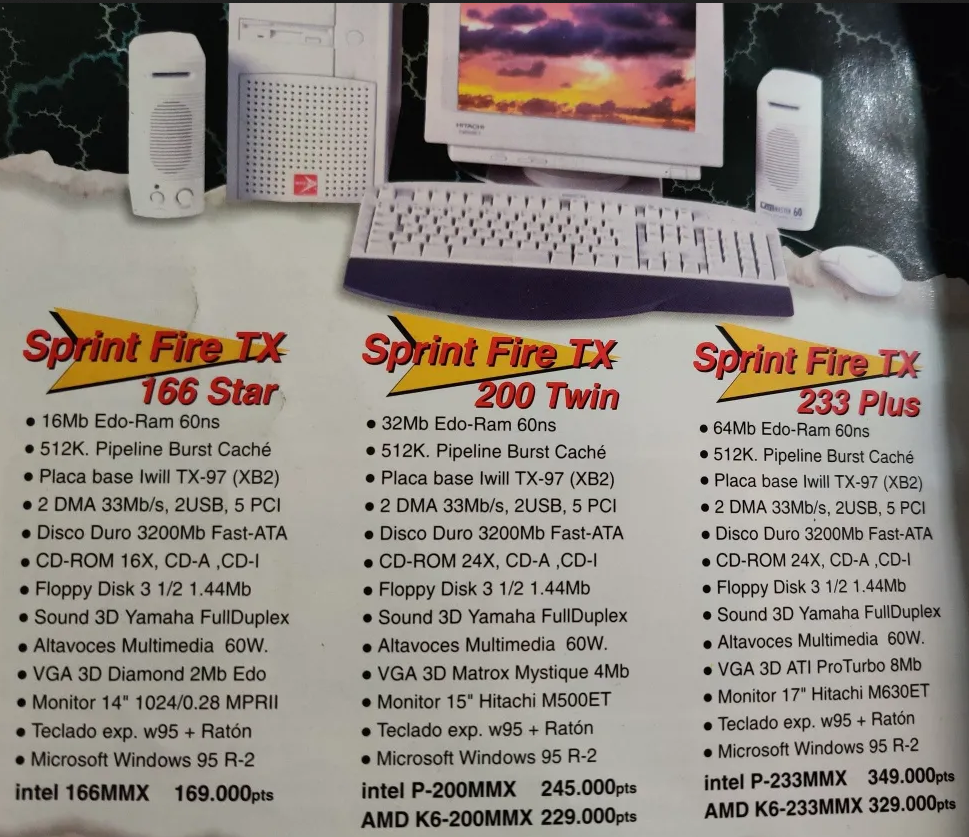 HITACHI
60
Sprint Fire TX
166 Star
• 16Mb Edo-Ram 60ns
• 512K. Pipeline Burst Caché
• Placa base Iwill TX-97 (XB2)
• 2 DMA 33Mb/s, 2USB, 5 PCI
• Disco Duro 3200Mb Fast-ATA
• CD-ROM 16X, CD-A ,CD-I
• Floppy Disk 3 1/2 1.44Mb
• Sound 3D Yamaha FullDuplex
• Altavoces Multimedia 60W.
• VGA 3D Diamond 2Mb Edo
• Monitor 14" 1024/0.28 MPRII
• Teclado exp. w95 + Ratón
• Microsoft Windows 95 R-2
intel 166MMX 169.000pts
Sprint Fire TX
200 Twin
• 32Mb Edo-Ram 60ns
• 512K. Pipeline Burst Caché
• Placa base Iwill TX-97 (XB2)
• 2 DMA 33Mb/s, 2USB, 5 PCI
• Disco Duro 3200Mb Fast-ATA
• CD-ROM 24X, CD-A ,CD-I
• Floppy Disk 3 1/2 1.44Mb
• Sound 3D Yamaha FullDuplex
• Altavoces Multimedia 60W.
• VGA 3D Matrox Mystique 4Mb
• Monitor 15" Hitachi M500ET
• Teclado exp. w95 + Ratón
• Microsoft Windows 95 R-2
intel P-200MMX 245.000pts
AMD K6-200MMX 229.000pts
Sprint Fire TX
233 Plus
• 64Mb Edo-Ram 60ns
• 512K. Pipeline Burst Caché
• Placa base Iwill TX-97 (XB2)
• 2 DMA 33Mb/s, 2USB, 5 PCI
• Disco Duro 3200Mb Fast-ATA
• CD-ROM 24X, CD-A ,CD-I
• Floppy Disk 3 1/2 1.44Mb
• Sound 3D Yamaha FullDuplex
• Altavoces Multimedia 60W.
• VGA 3D ATI ProTurbo 8Mb
• Monitor 17" Hitachi M630ET
• Teclado exp. w95 + Ratón
• Microsoft Windows 95 R-2
intel P-233MMX 349.000pts
AMD K6-233MMX 329.000pts